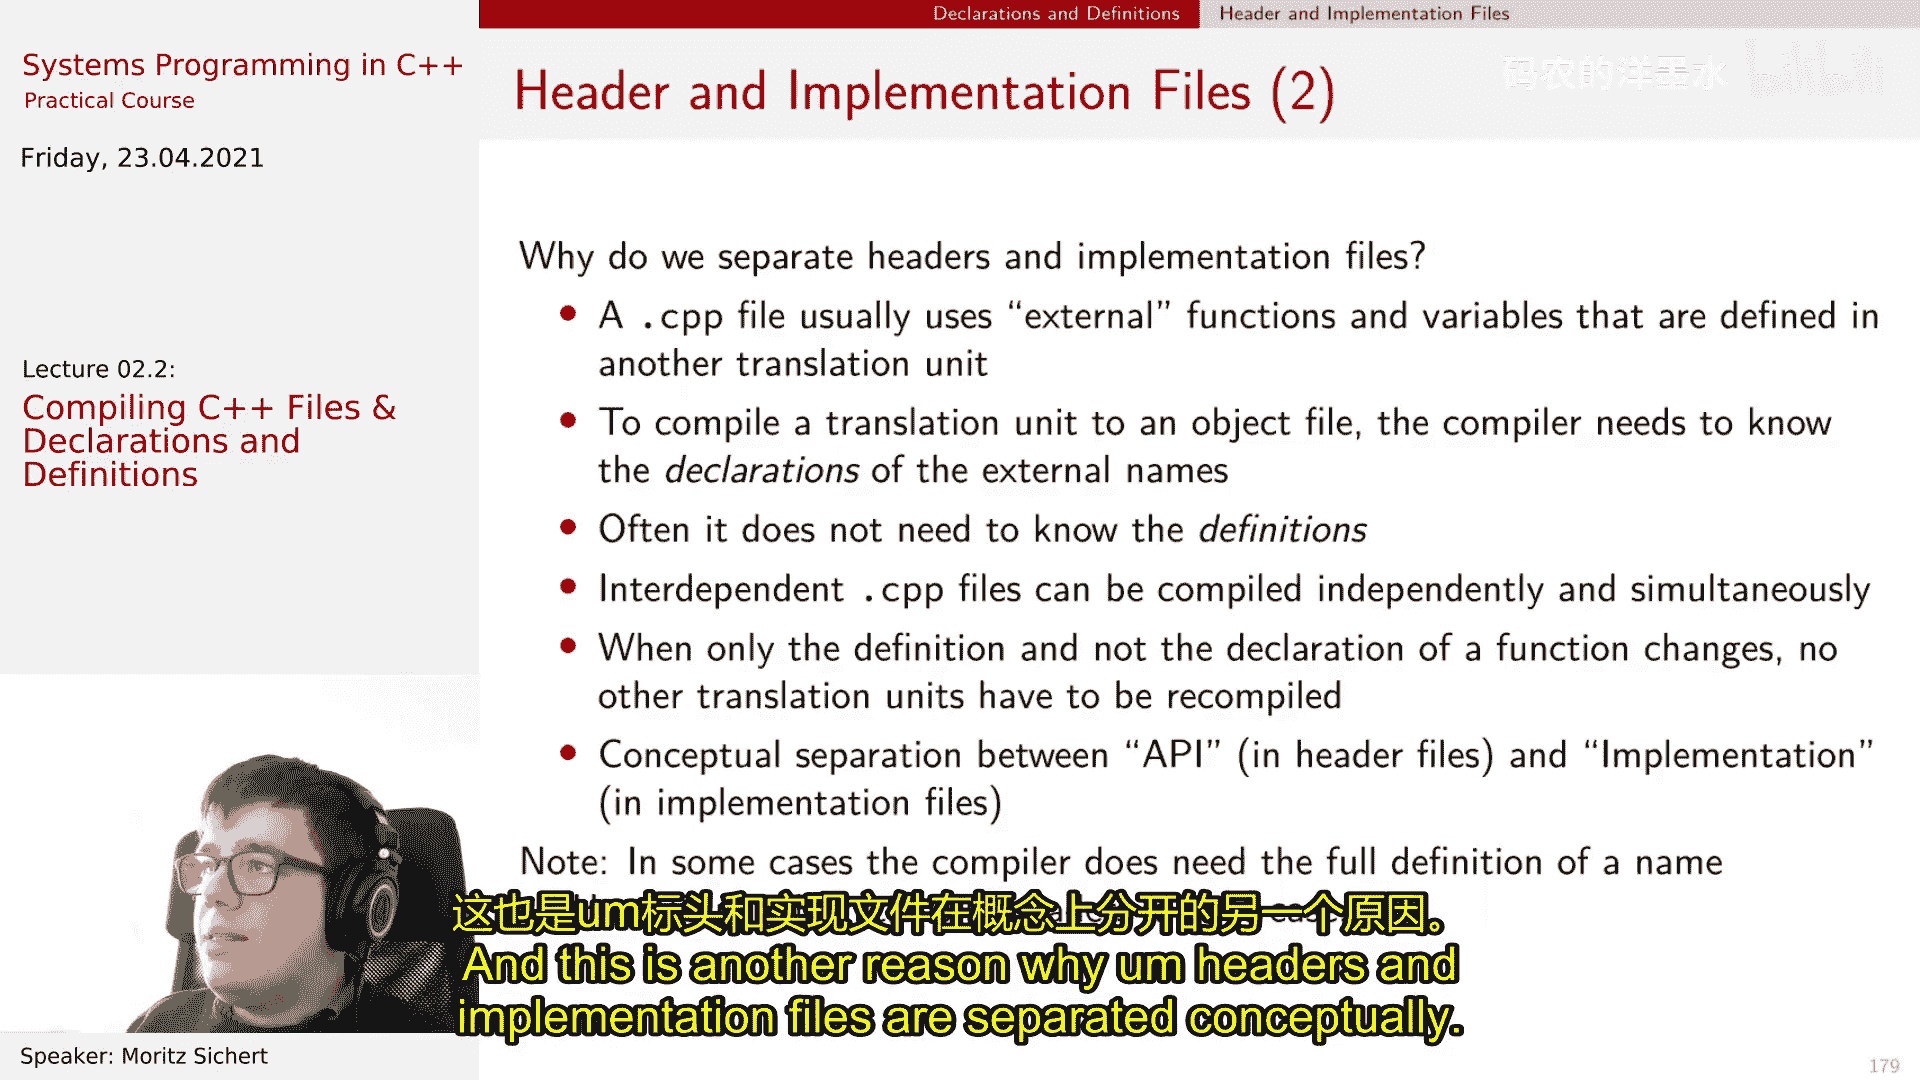 Declarations and Definitions
Header and Implementation Files
Systems Programming in C++
Practical Course
Friday, 23.04.2021
Lecture 02.2:
Compiling C++ Files &
Declarations and
Definitions
Header and Implementation Files (2)
码农的洋墨水
bilibili
Why do we separate headers and implementation files?
• A .cpp file usually uses “external” functions and variables that are defined in
another translation unit
• To compile a translation unit to an object file, the compiler needs to know
the declarations of the external names
• Often it does not need to know the definitions
• Interdependent .cpp files can be compiled independently and simultaneously
• When only the definition and not the declaration of a function changes, no
other translation units have to be recompiled
• Conceptual separation between “API” (in header files) and “Implementation”
(in implementation files)
Note: In some cases the compiler does need the full definition of a name
这也是um标头和实现文件在概念上分开的另一个原因。
And this is another reason why um headers and
implementation files are separated conceptually.
Speaker: Moritz Sichert
179